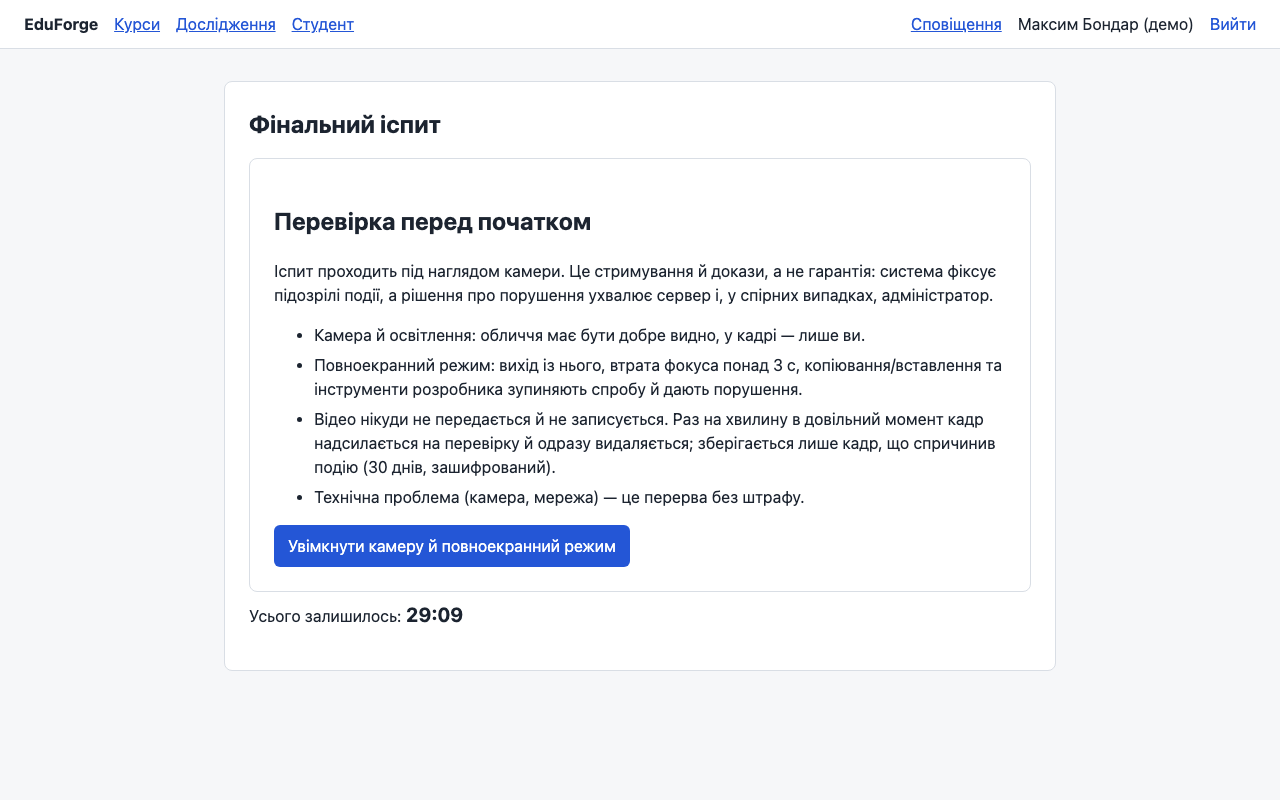 EduForge Курси Дослідження Студент Сповіщення Максим Бондар (демо) Вийти
Фінальний іспит
Перевірка перед початком
Іспит проходить під наглядом камери. Це стримування й докази, а не гарантія: система фіксує
підозрілі події, а рішення про порушення ухвалює сервер і, у спірних випадках, адміністратор.
• Камера й освітлення: обличчя має бути добре видно, у кадрі — лише ви.
• Повноекранний режим: вихід із нього, втрата фокуса понад 3 с, копіювання/вставлення та
інструменти розробника зупиняють спробу й дають порушення.
• Відео нікуди не передається й не записується. Раз на хвилину в довільний момент кадр
надсилається на перевірку й одразу видаляється; зберігається лише кадр, що спричинив
подію (30 днів, зашифрований).
• Технічна проблема (камера, мережа) — це перерва без штрафу.
Увімкнути камеру й повноекранний режим
Усього залишилось: 29:09